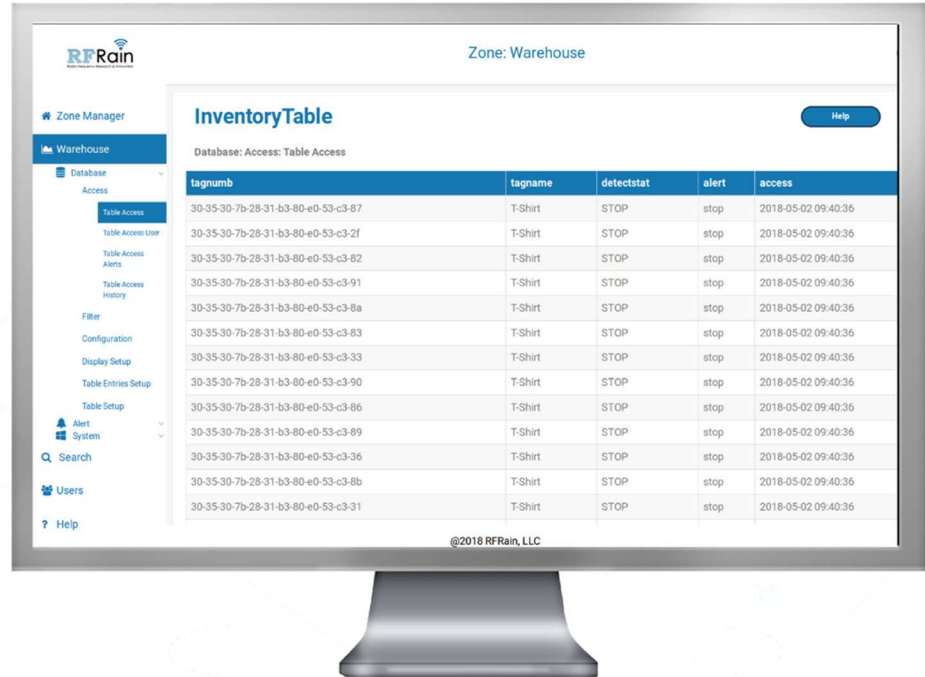 RFRain
Zone: Warehouse
Zone Manager
Warehouse
Database
Access
Table Access
Table Access User
Table Access
Alerts
Table Access
History
Filter
Configuration
Display Setup
Table Entries Setup
Table Setup
Alert
System
Search
Users
? Help
InventoryTable
Help
Database: Access: Table Access
tagnumb tagname detectstat alert access
30-35-30-7b-28-31-b3-80-e0-53-c3-87 T-Shirt STOP stop 2018-05-02 09:40:36
30-35-30-7b-28-31-b3-80-e0-53-c3-2f T-Shirt STOP stop 2018-05-02 09:40:36
30-35-30-7b-28-31-b3-80-e0-53-c3-82 T-Shirt STOP stop 2018-05-02 09:40:36
30-35-30-7b-28-31-b3-80-e0-53-c3-91 T-Shirt STOP stop 2018-05-02 09:40:36
30-35-30-7b-28-31-b3-80-e0-53-c3-8a T-Shirt STOP stop 2018-05-02 09:40:36
30-35-30-7b-28-31-b3-80-e0-53-c3-83 T-Shirt STOP stop 2018-05-02 09:40:36
30-35-30-7b-28-31-b3-80-e0-53-c3-33 T-Shirt STOP stop 2018-05-02 09:40:36
30-35-30-7b-28-31-b3-80-e0-53-c3-90 T-Shirt STOP stop 2018-05-02 09:40:36
30-35-30-7b-28-31-b3-80-e0-53-c3-86 T-Shirt STOP stop 2018-05-02 09:40:36
30-35-30-7b-28-31-b3-80-e0-53-c3-89 T-Shirt STOP stop 2018-05-02 09:40:36
30-35-30-7b-28-31-b3-80-e0-53-c3-36 T-Shirt STOP stop 2018-05-02 09:40:36
30-35-30-7b-28-31-b3-80-e0-53-c3-8b T-Shirt STOP stop 2018-05-02 09:40:36
30-35-30-7b-28-31-b3-80-e0-53-c3-31 T-Shirt STOP stop 2018-05-02 09:40:36
@2018 RFRain, LLC